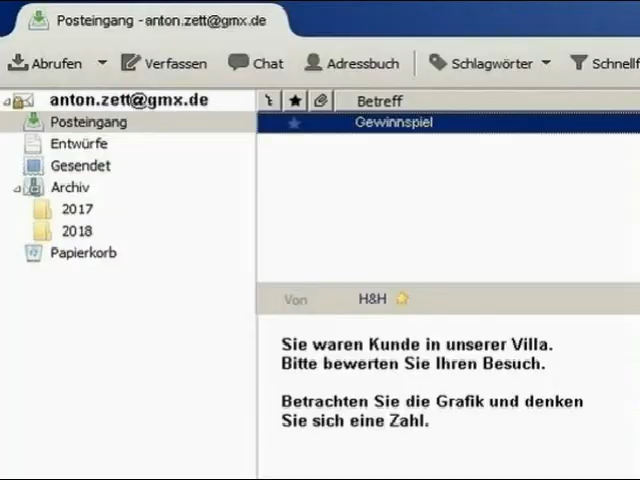 Posteingang - anton.zett@gmx.de
Abrufen Verfassen Chat Adressbuch Schlagwörter Schnellf
anton.zett@gmx.de
Betreff
Posteingang
Gewinnspiel
Entwürfe
Gesendet
Archiv
2017
2018
Papierkorb
Von H&H
Sie waren Kunde in unserer Villa.
Bitte bewerten Sie Ihren Besuch.
Betrachten Sie die Grafik und denken
Sie sich eine Zahl.